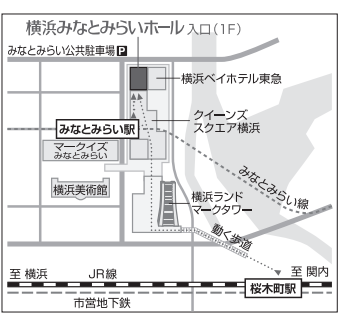 横浜みなとみらいホール入口(1F)
みなとみらい公共駐車場P
横浜ベイホテル東急
クイーンズ
スクエア横浜
みなとみらい駅
マークイズ
みなとみらい
みなとみらい線
横浜美術館
横浜ランド
マークタワー
動く歩道
至 横浜
JR線
至 関内
桜木町駅
市営地下鉄